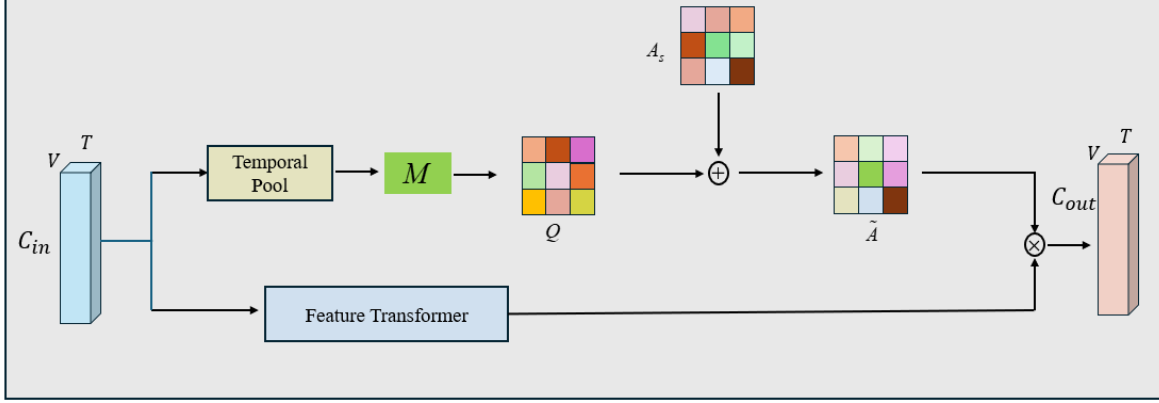 A_s
T
V
Temporal
Pool
M
T
V
C_in
Q
+
Ã
C_out
×
Feature Transformer